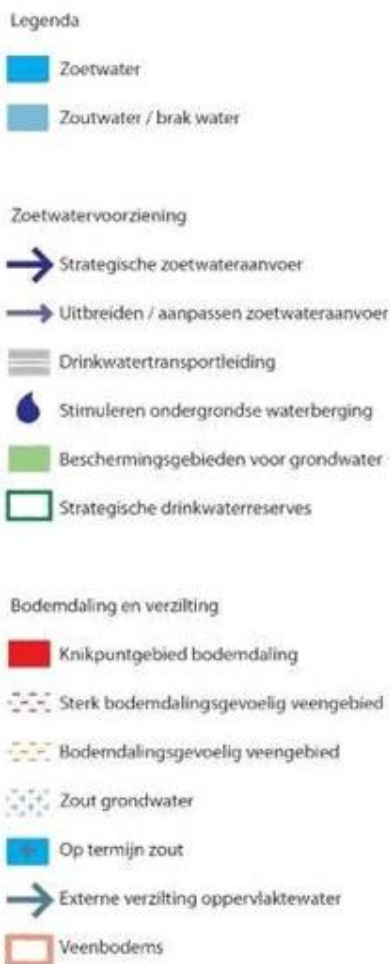 Legenda
Zoetwater
Zoutwater / brak water
Zoetwatervoorziening
Strategische zoetwateraanvoer
Uitbreiden / aanpassen zoetwateraanvoer
Drinkwatertransportleiding
Stimuleren ondergrondse waterberging
Beschermingsgebieden voor grondwater
Strategische drinkwaterreserves
Bodemdaling en verzilting
Knikpuntgebied bodemdaling
Sterk bodemdalingsgevoelig veengebied
Bodemdalingsgevoelig veengebied
Zout grondwater
Op termijn zout
Externe verzilting oppervlaktewater
Veenbodems